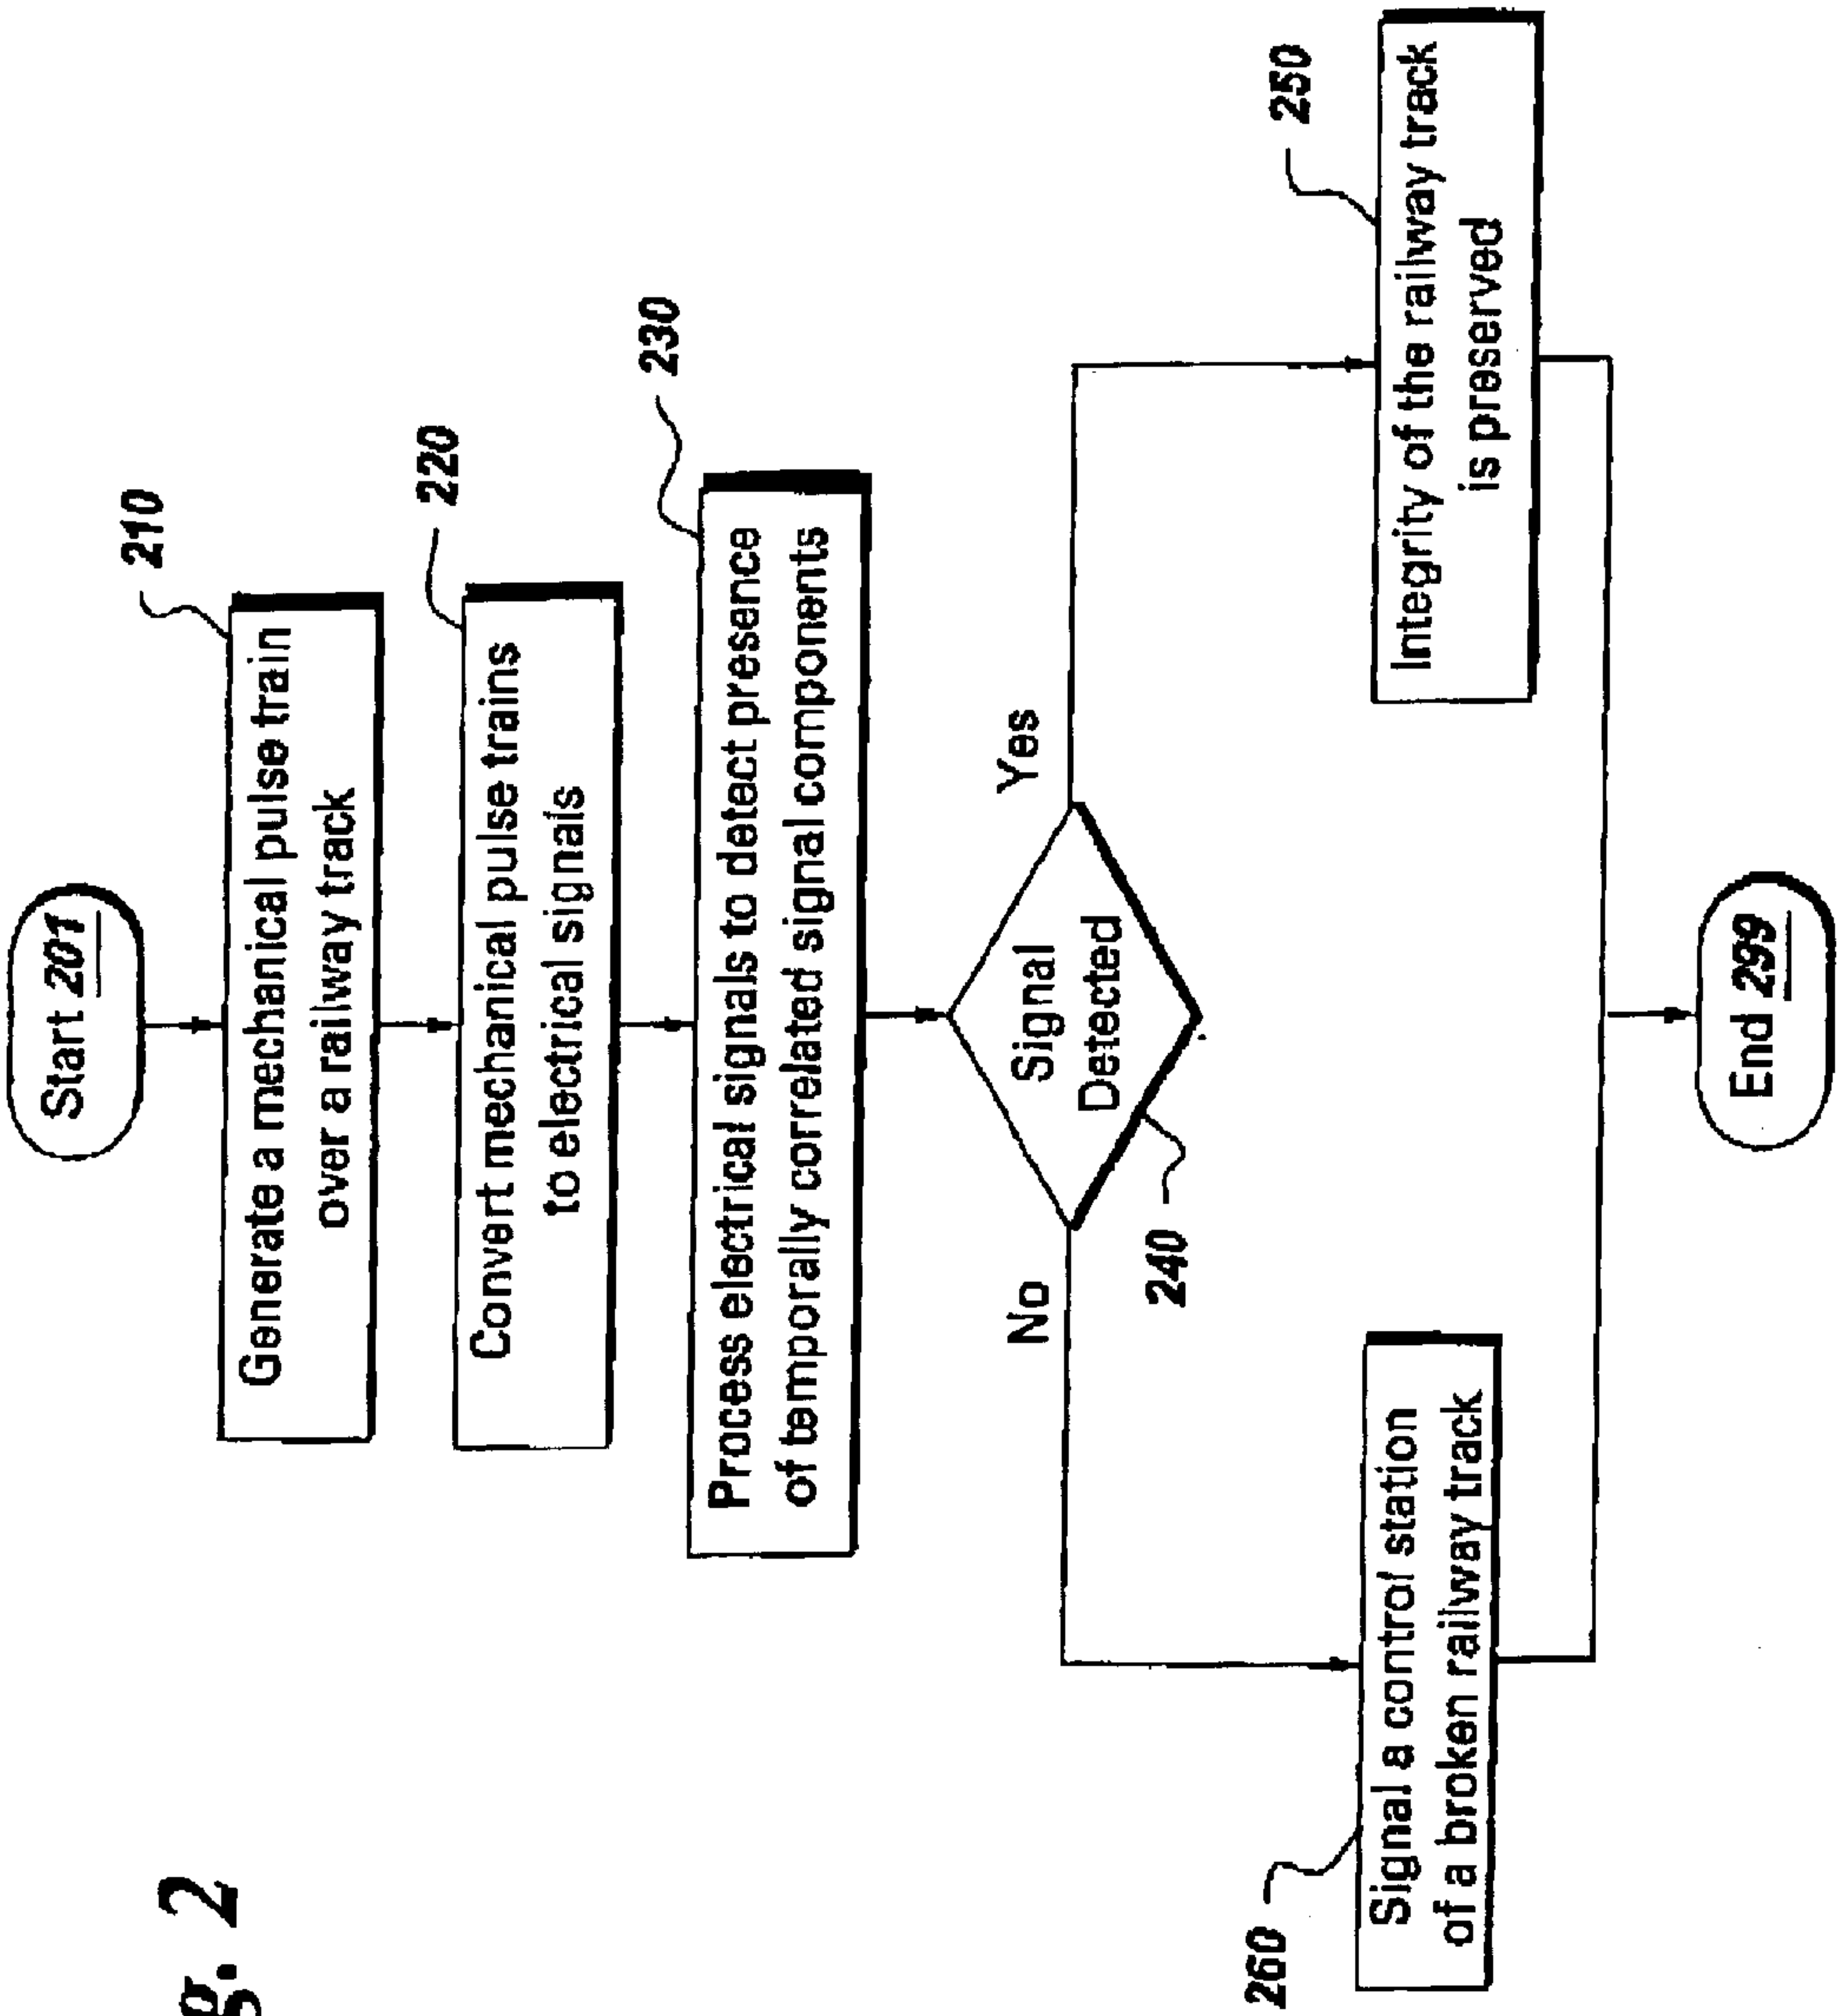 Start 201
210
Generate a mechanical pulse train
over a railway track
220
Convert mechanical pulse trains
to electrical signals
230
Process electrical signals to detect presence
of temporally correlated signal components
Signal
Detected
No
Yes
240
260
Signal a control station
of a broken railway track
250
Integrity of the railway track
is preserved
End 299
g. 2